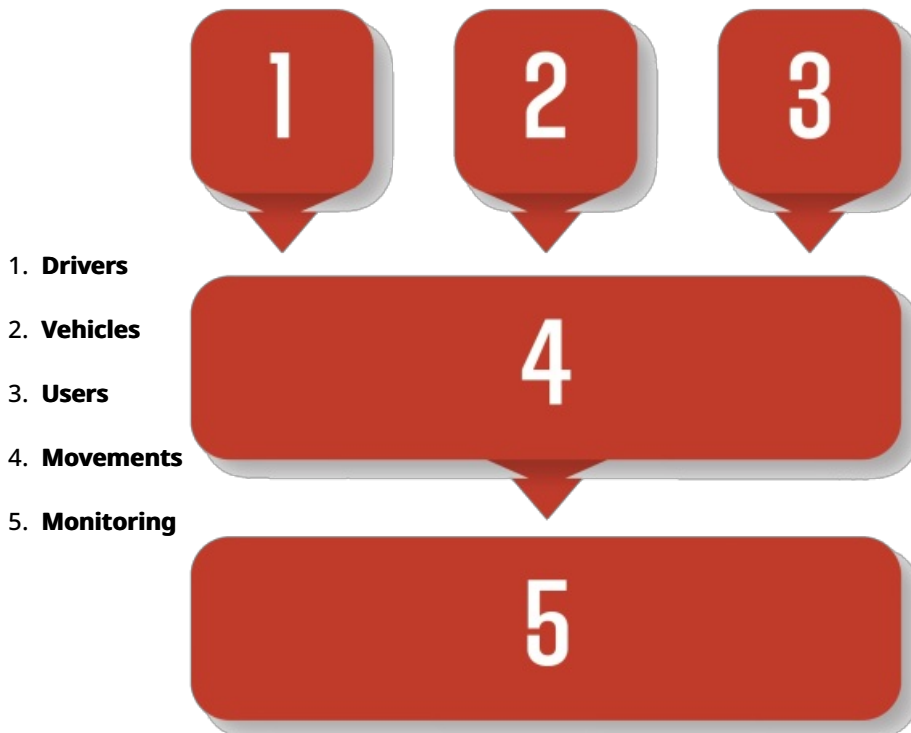 1
2
3
1. Drivers
2. Vehicles
3. Users
4. Movements
5. Monitoring
4
5